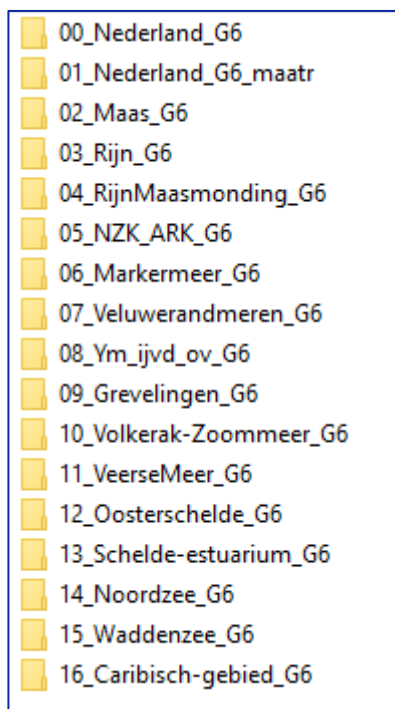 00_Nederland_G6
01_Nederland_G6_maatr
02_Maas_G6
03_Rijn_G6
04_RijnMaasmonding_G6
05_NZK_ARK_G6
06_Markermeer_G6
07_Veluwerandmeren_G6
08_Ym_ijvd_ov_G6
09_Grevelingen_G6
10_Volkerak-Zoommeer_G6
11_VeerseMeer_G6
12_Oosterschelde_G6
13_Schelde-estuarium_G6
14_Noordzee_G6
15_Waddenzee_G6
16_Caribisch-gebied_G6